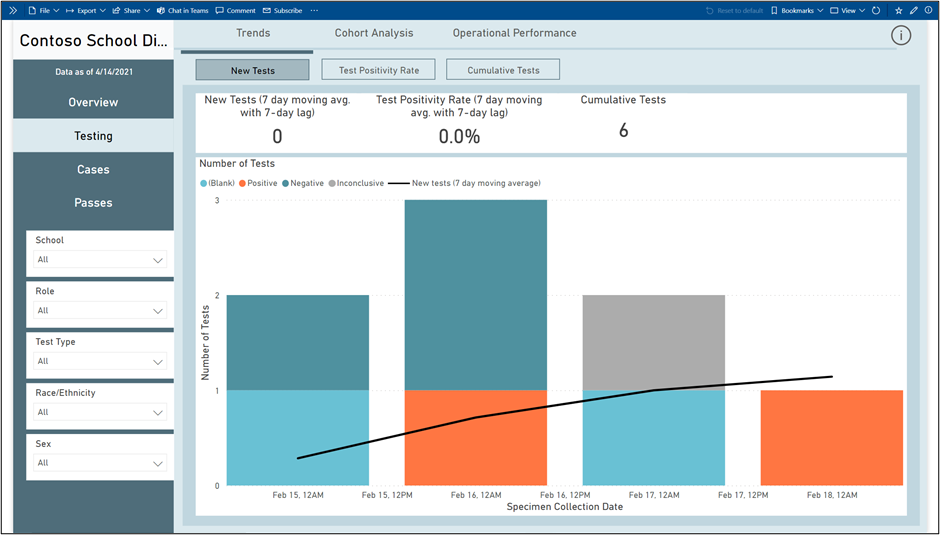 File Export Share Chat in Teams Comment Subscribe ··· Reset to default Bookmarks View
Contoso School Di...
Data as of 4/14/2021
Overview
Testing
Cases
Passes
School
All
Role
All
Test Type
All
Race/Ethnicity
All
Sex
All
Trends Cohort Analysis Operational Performance
New Tests Test Positivity Rate Cumulative Tests
New Tests (7 day moving avg.
with 7-day lag)
0
Test Positivity Rate (7 day moving
avg. with 7-day lag)
0.0%
Cumulative Tests
6
Number of Tests
(Blank) Positive Negative Inconclusive New tests (7 day moving average)
Number of Tests
3
2
1
0
Feb 15, 12AM Feb 15, 12PM Feb 16, 12AM Feb 16, 12PM Feb 17, 12AM Feb 17, 12PM Feb 18, 12AM
Specimen Collection Date